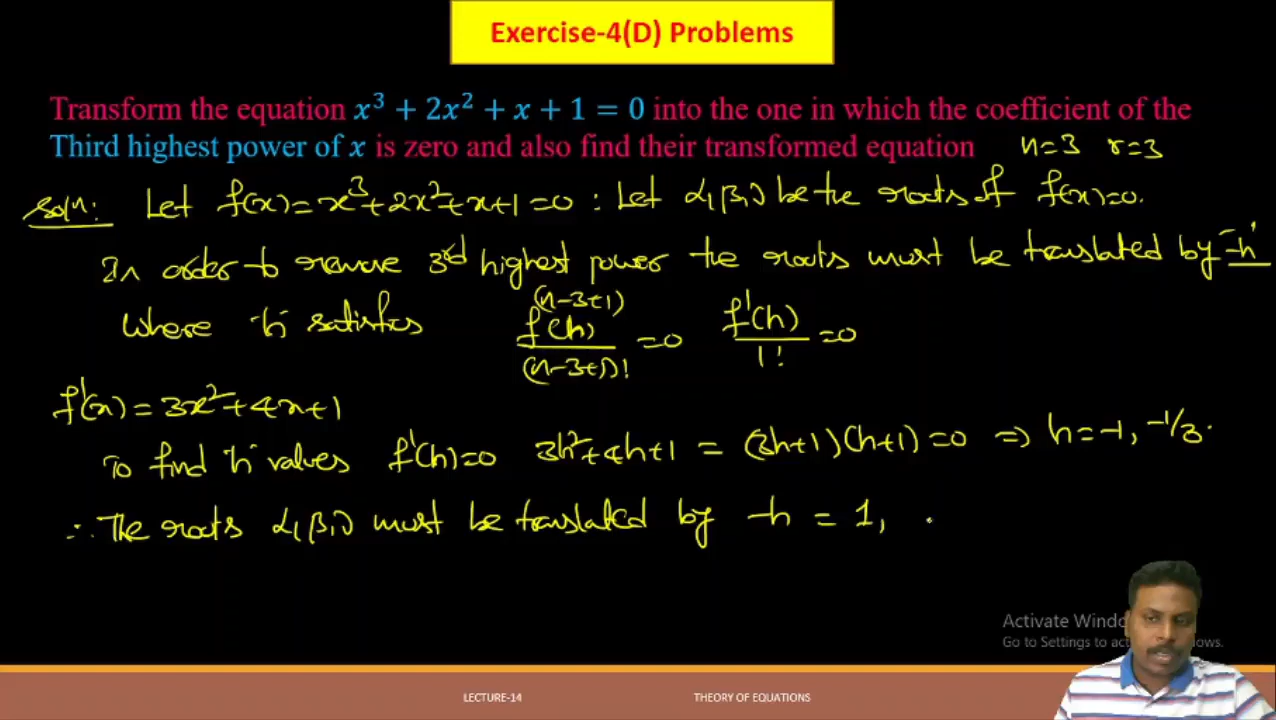 Exercise-4(D) Problems
Transform the equation x³ + 2x² + x + 1 = 0 into the one in which the coefficient of the
Third highest power of x is zero and also find their transformed equation n=3 r=3
Soln: Let f(x)=x³+2x²+x+1=0 : Let α,β,γ be the roots of f(x)=0.
In order to remove 3rd highest power the roots must be translated by '-h'
Where 'h' satisfies f^(n-3+1)(h)/(n-3+1)! =0 f'(h)/1! =0
f'(x) = 3x²+4x+1
To find 'h' values f'(h)=0 3h²+4h+1 = (3h+1)(h+1)=0 ⇒ h=-1, -1/3.
∴ The roots α,β,γ must be translated by -h = 1,
Activate Windo
Go to Settings to act ows.
LECTURE-14 THEORY OF EQUATIONS